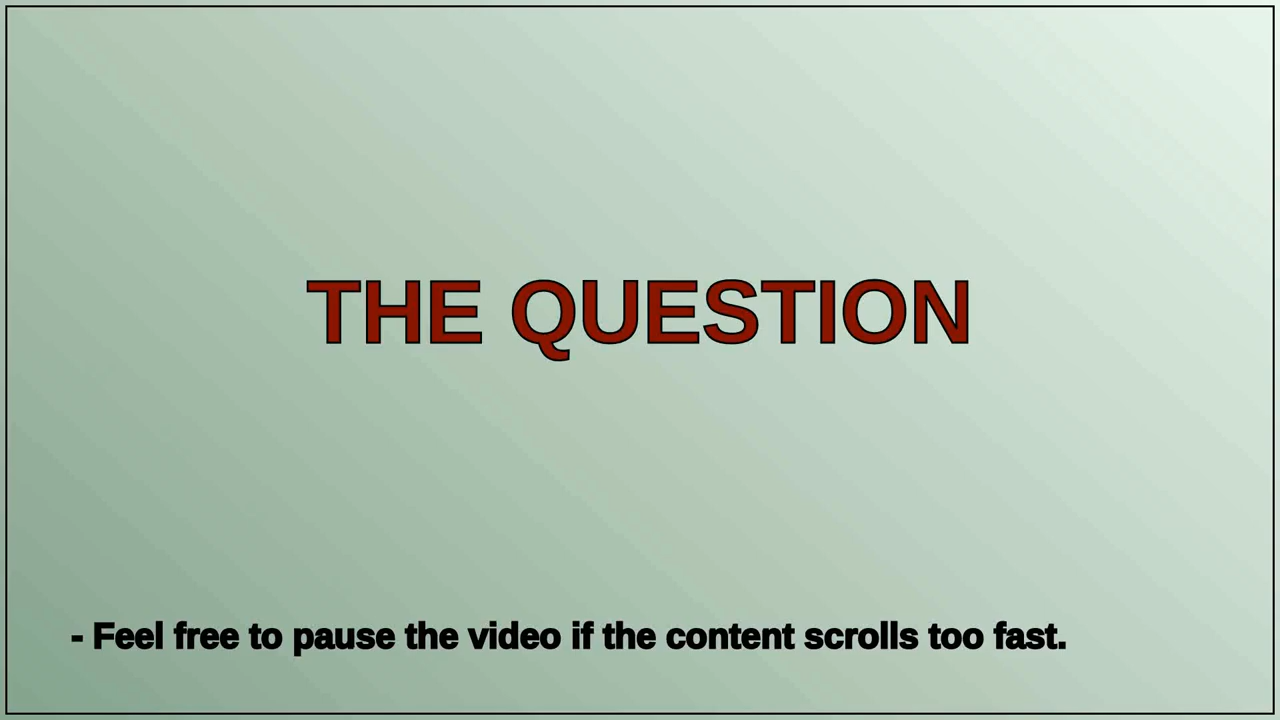 THE QUESTION
- Feel free to pause the video if the content scrolls too fast.